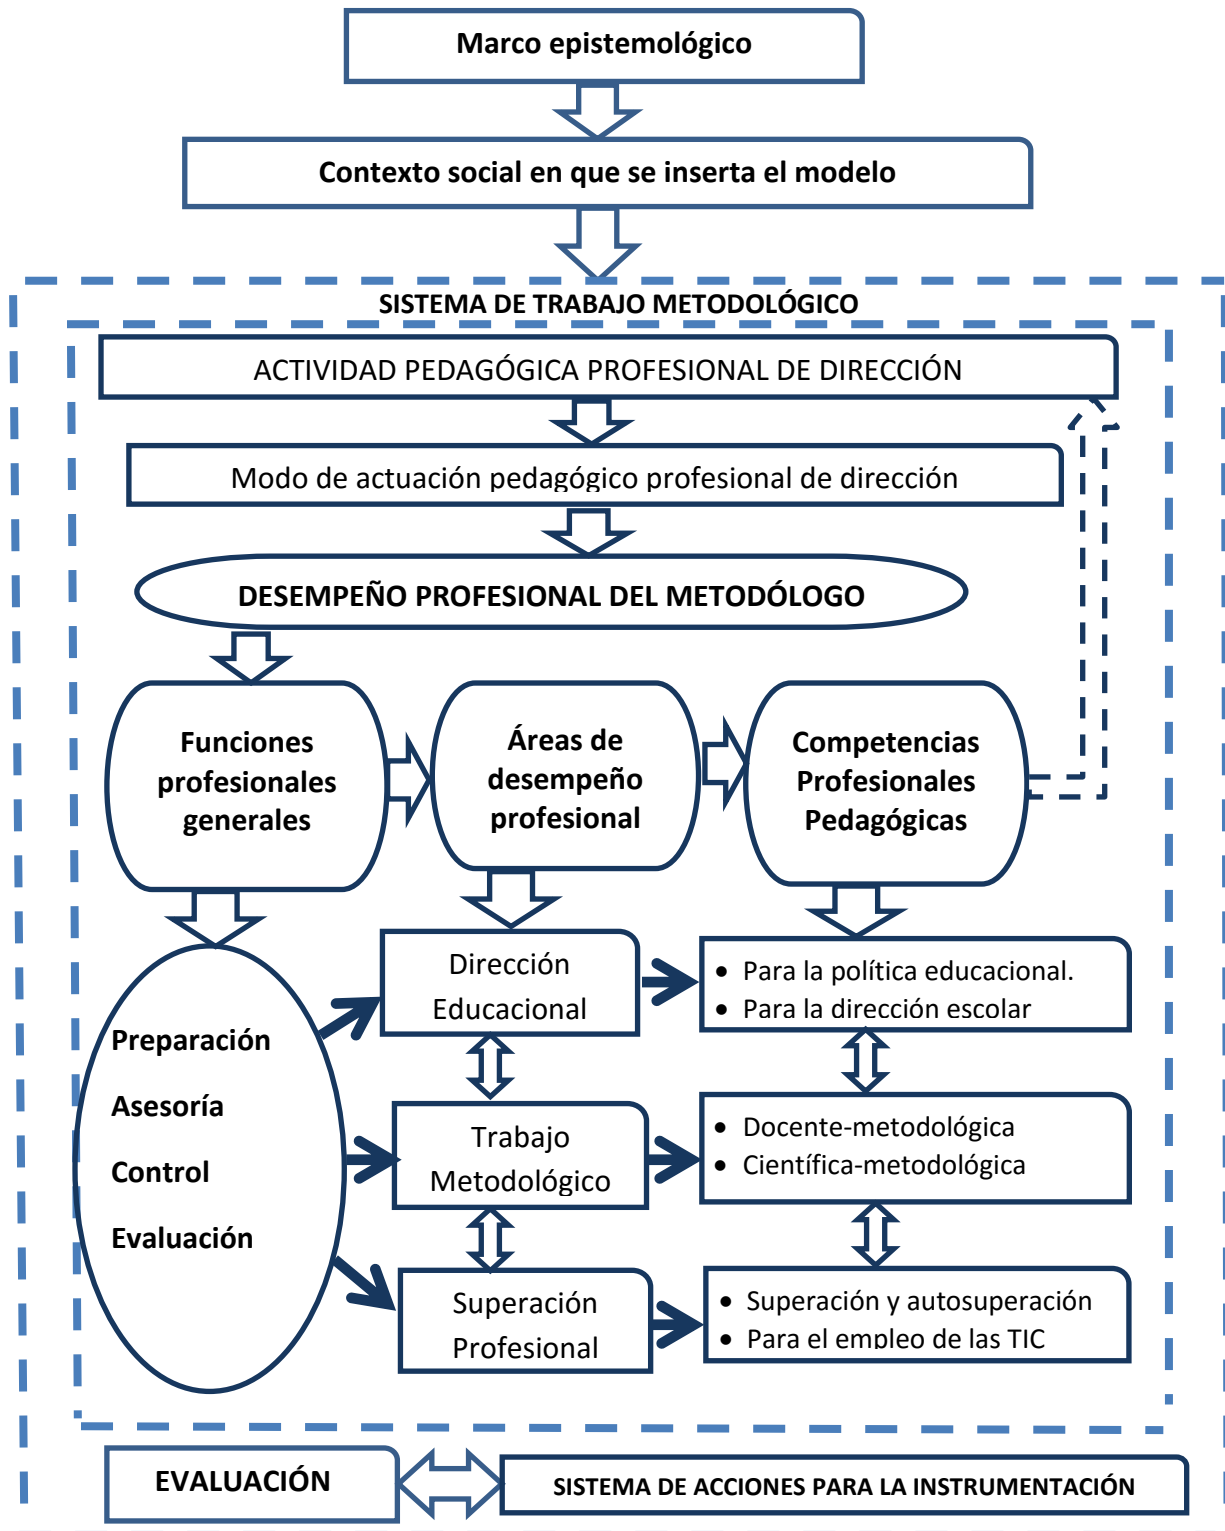 Marco epistemológico
Contexto social en que se inserta el modelo
SISTEMA DE TRABAJO METODOLÓGICO
ACTIVIDAD PEDAGÓGICA PROFESIONAL DE DIRECCIÓN
Modo de actuación pedagógico profesional de dirección
DESEMPEÑO PROFESIONAL DEL METODÓLOGO
Funciones
profesionales
generales
Áreas de
desempeño
profesional
Competencias
Profesionales
Pedagógicas
Preparación
Asesoría
Control
Evaluación
Dirección
Educacional
• Para la política educacional.
• Para la dirección escolar
Trabajo
Metodológico
• Docente-metodológica
• Científica-metodológica
Superación
Profesional
• Superación y autosuperación
• Para el empleo de las TIC
EVALUACIÓN
SISTEMA DE ACCIONES PARA LA INSTRUMENTACIÓN